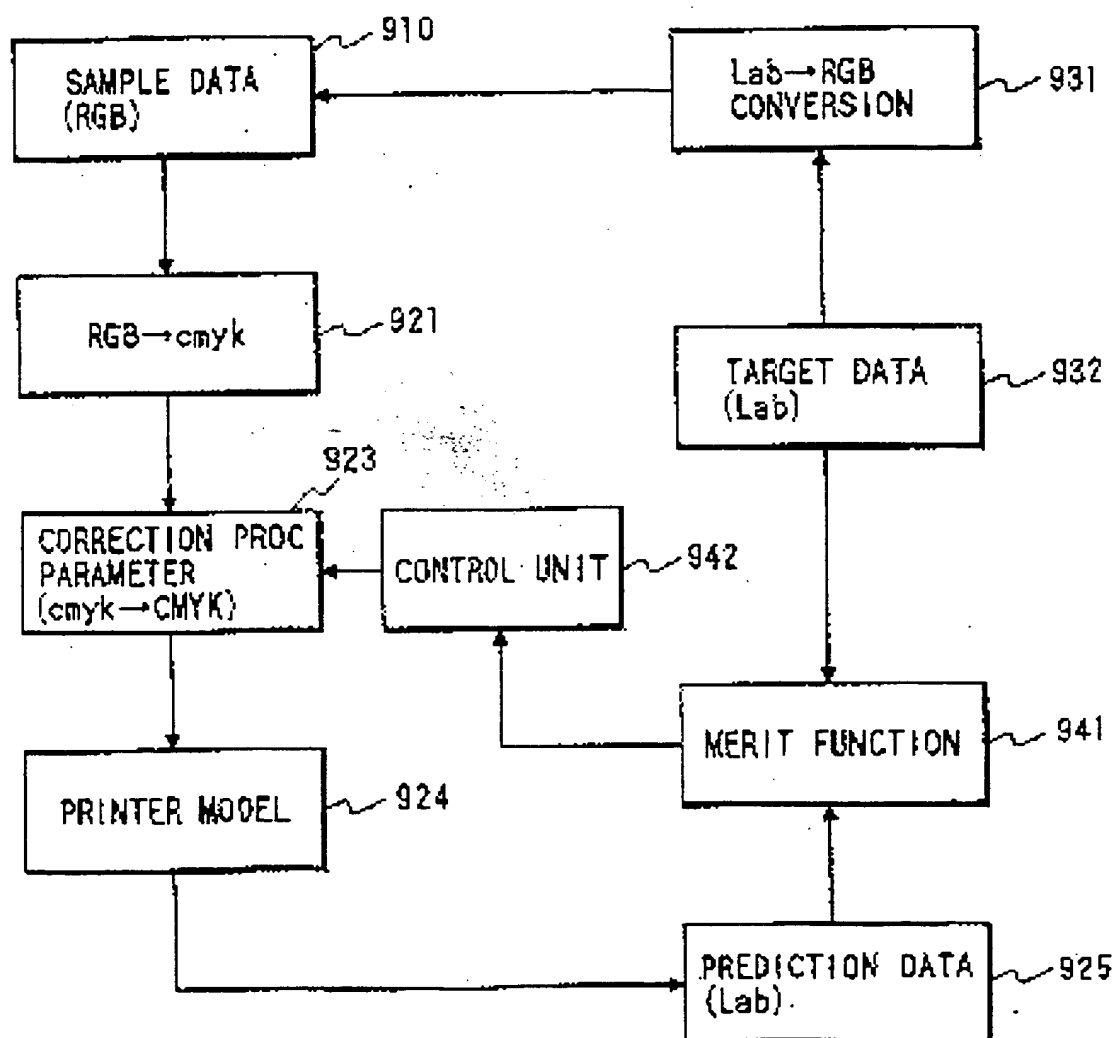 910
SAMPLE DATA
(RGB)
Lab→RGB
CONVERSION
931
RGB→cmyk
921
TARGET DATA
(Lab)
932
923
CORRECTION PROC
PARAMETER
(cmyk→CMYK)
CONTROL UNIT
942
MERIT FUNCTION
941
PRINTER MODEL
924
PREDICTION DATA
(Lab)
925